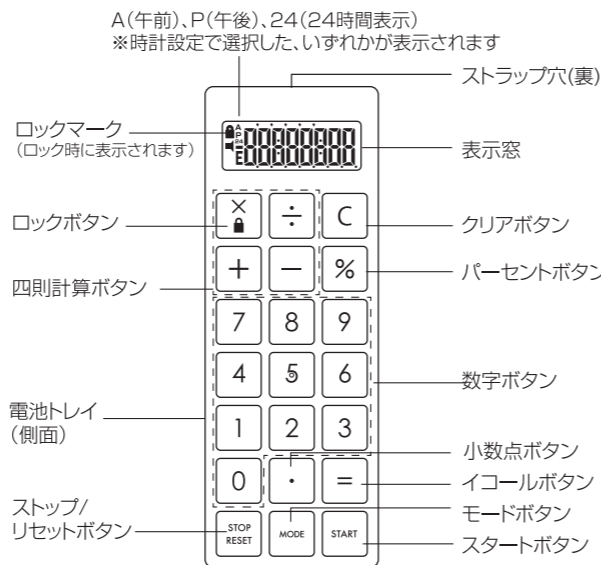 A(午前)、P(午後)、24(24時間表示)
※時計設定で選択した、いずれかが表示されます
ストラップ穴(裏)
ロックマーク
(ロック時に表示されます)
A
P
24
E88888888
表示窓
× ÷ C
ロックボタン
クリアボタン
+ − %
四則計算ボタン
パーセントボタン
7 8 9
4 5 6
数字ボタン
電池トレイ
(側面)
1 2 3
小数点ボタン
0 · =
イコールボタン
ストップ/
リセットボタン
モードボタン
STOP
RESET
MODE
START
スタートボタン